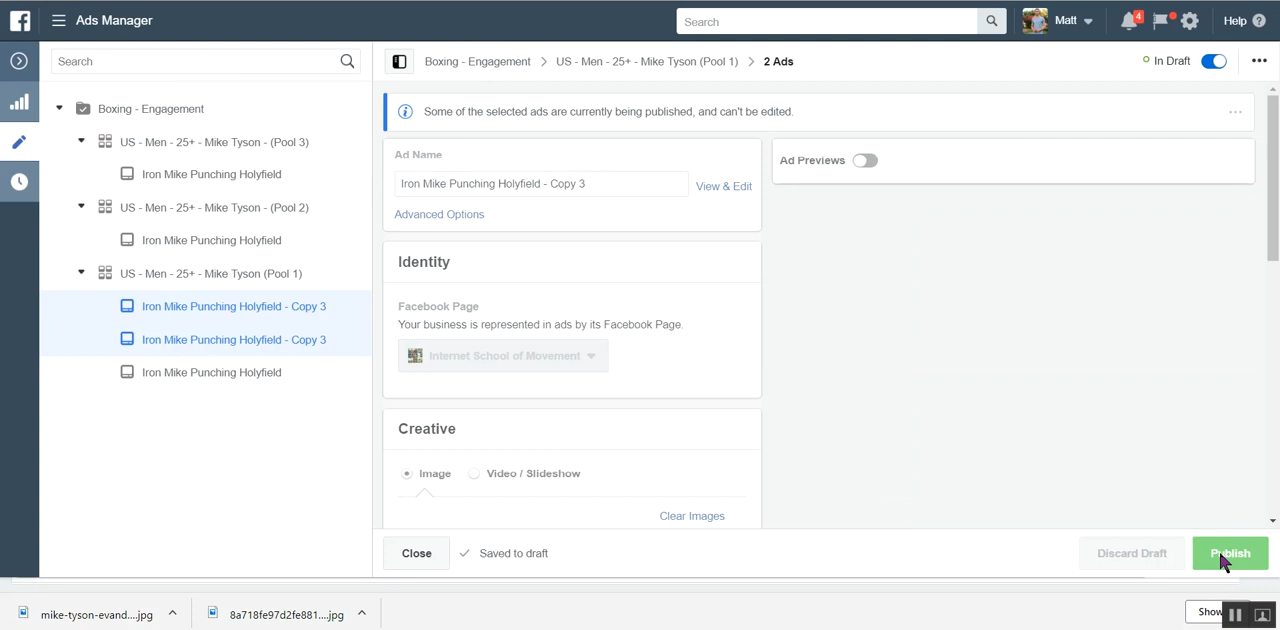 Ads Manager
Search
Matt
4
Help
Search
Boxing - Engagement
US - Men - 25+ - Mike Tyson - (Pool 3)
Iron Mike Punching Holyfield
US - Men - 25+ - Mike Tyson - (Pool 2)
Iron Mike Punching Holyfield
US - Men - 25+ - Mike Tyson (Pool 1)
Iron Mike Punching Holyfield - Copy 3
Iron Mike Punching Holyfield - Copy 3
Iron Mike Punching Holyfield
Boxing - Engagement > US - Men - 25+ - Mike Tyson (Pool 1) > 2 Ads
In Draft
Some of the selected ads are currently being published, and can't be edited.
Ad Name
Iron Mike Punching Holyfield - Copy 3
View & Edit
Advanced Options
Ad Previews
Identity
Facebook Page
Your business is represented in ads by its Facebook Page.
Internet School of Movement
Creative
Image
Video / Slideshow
Clear Images
Close
Saved to draft
Discard Draft
Publish
mike-tyson-evand....jpg
8a718fe97d2fe881....jpg
Show